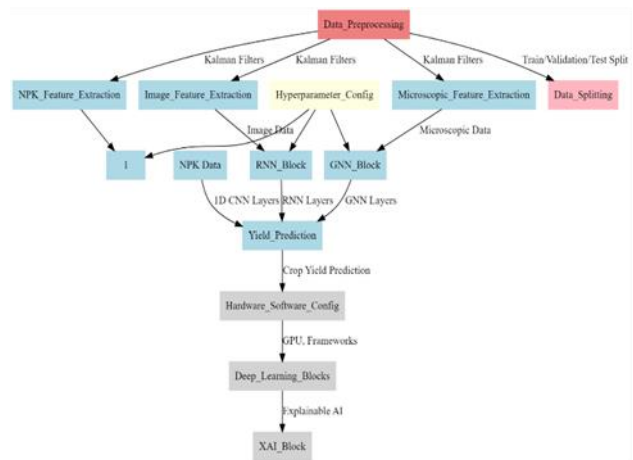 Data_Preprocessing
Kalman Filters
Kalman Filters
Kalman Filters
Train/Validation/Test Split
NPK_Feature_Extraction
Image_Feature_Extraction
Hyperparameter_Config
Microscopic_Feature_Extraction
Data_Splitting
Image Data
Microscopic Data
1
NPK Data
RNN_Block
GNN_Block
1D CNN Layers
RNN Layers
GNN Layers
Yield_Prediction
Crop Yield Prediction
Hardware_Software_Config
GPU, Frameworks
Deep_Learning_Blocks
Explainable AI
XAI_Block